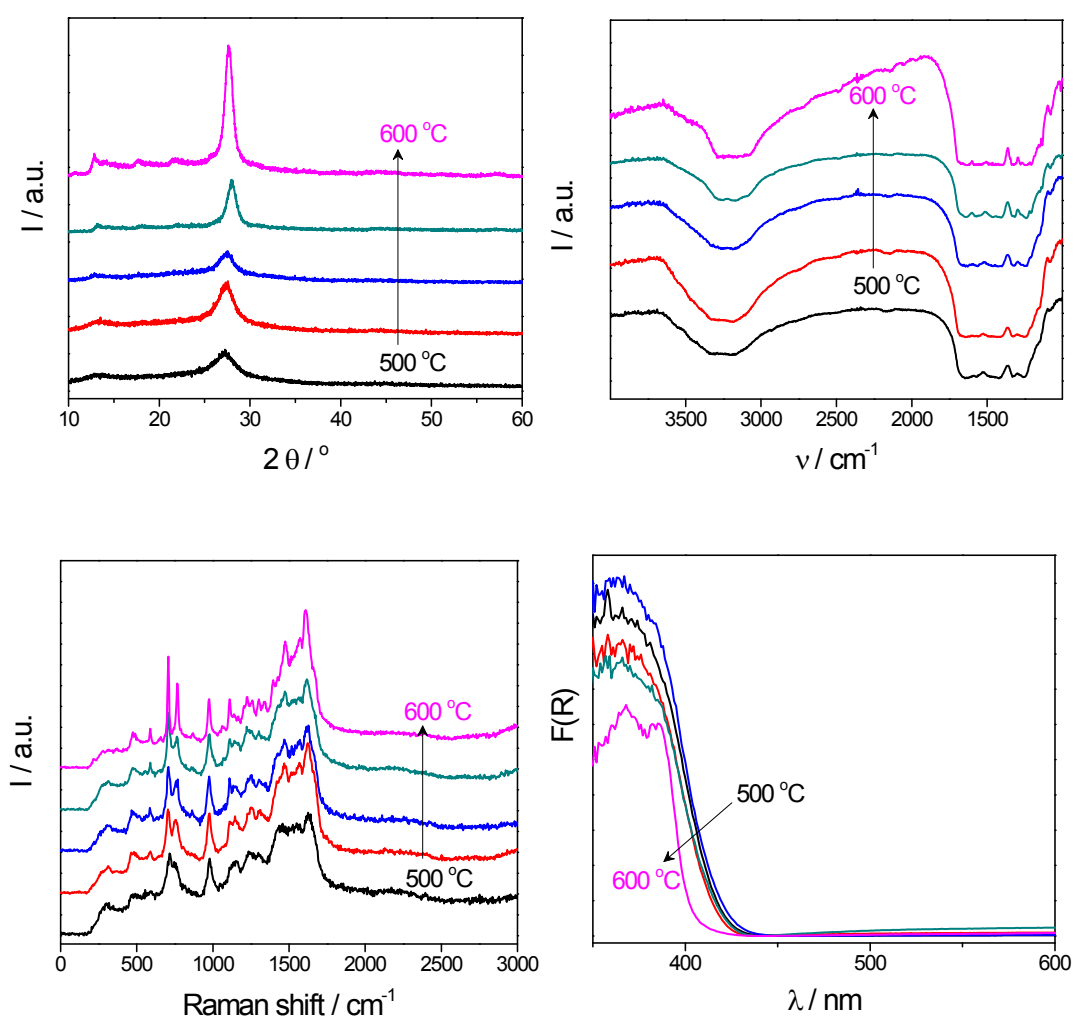 I / a.u.
600 °C
500 °C
10 20 30 40 50 60
2 θ / °
I / a.u.
600 °C
500 °C
3500 3000 2500 2000 1500
ν / cm-1
I / a.u.
600 °C
500 °C
0 500 1000 1500 2000 2500 3000
Raman shift / cm-1
F(R)
500 °C
600 °C
400 500 600
λ / nm